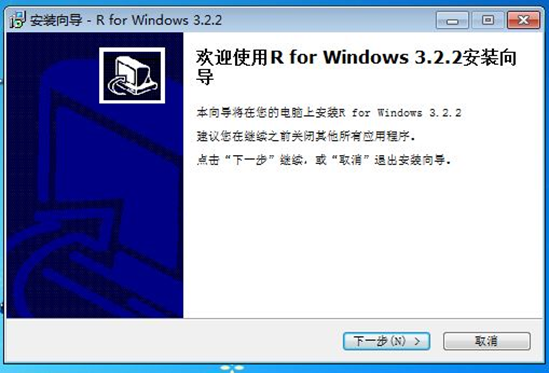 安装向导 - R for Windows 3.2.2
欢迎使用R for Windows 3.2.2安装向
导
本向导将在您的电脑上安装R for Windows 3.2.2
建议您在继续之前关闭其他所有应用程序。
点击“下一步”继续，或“取消”退出安装向导。
下一步(N) >
取消